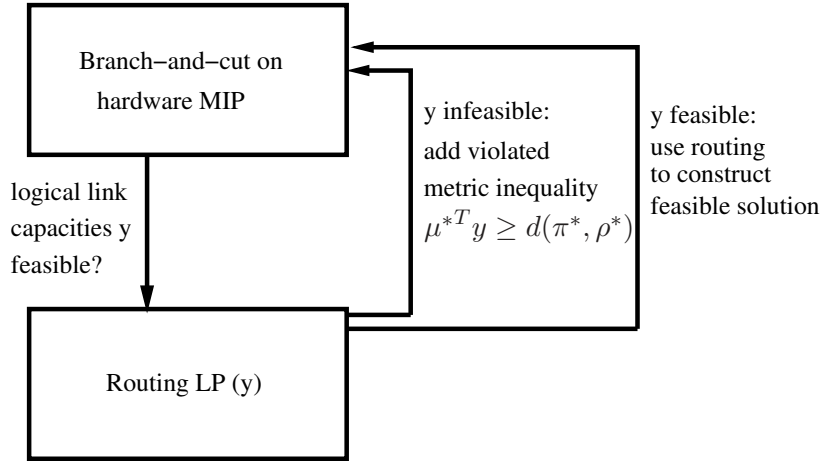 Branch−and−cut on
hardware MIP
logical link
capacities y
feasible?
y infeasible:
add violated
metric inequality
μ*ᵀy ≥ d(π*, ρ*)
y feasible:
use routing
to construct
feasible solution
Routing LP (y)